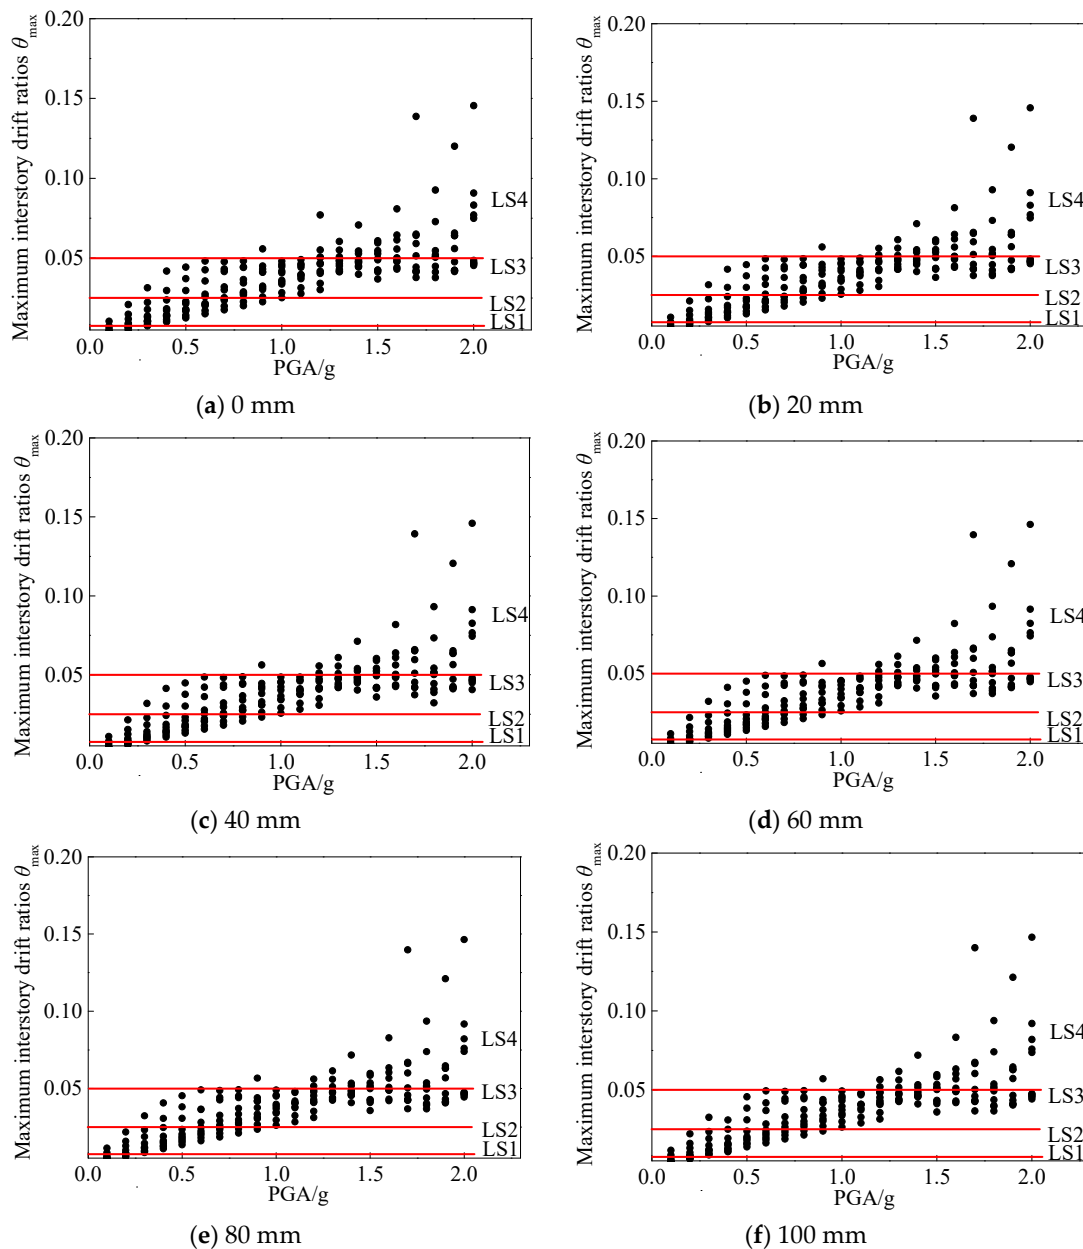 0.20 0.20
0.15 0.15
0.10 0.10
0.05 0.05
Maximum interstory drift ratios θmax Maximum interstory drift ratios θmax
LS4 LS4
LS3 LS3
LS2 LS2
LS1 LS1
0.0 0.5 1.0 1.5 2.0 0.0 0.5 1.0 1.5 2.0
PGA/g PGA/g
(a) 0 mm (b) 20 mm
0.20 0.20
0.15 0.15
0.10 0.10
0.05 0.05
Maximum interstory drift ratios θmax Maximum interstory drift ratios θmax
LS4 LS4
LS3 LS3
LS2 LS2
LS1 LS1
0.0 0.5 1.0 1.5 2.0 0.0 0.5 1.0 1.5 2.0
PGA/g PGA/g
(c) 40 mm (d) 60 mm
0.20 0.20
0.15 0.15
0.10 0.10
0.05 0.05
Maximum interstory drift ratios θmax Maximum interstory drift ratios θmax
LS4 LS4
LS3 LS3
LS2 LS2
LS1 LS1
0.0 0.5 1.0 1.5 2.0 0.0 0.5 1.0 1.5 2.0
PGA/g PGA/g
(e) 80 mm (f) 100 mm